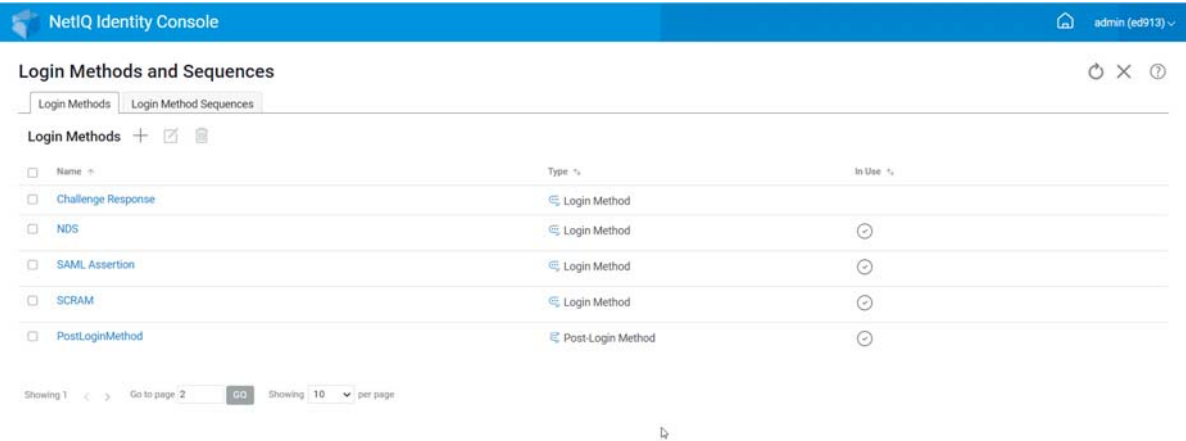 NetIQ Identity Console
admin (ed913)
Login Methods and Sequences
Login Methods
Login Method Sequences
Login Methods
Name Type In Use
Challenge Response Login Method
NDS Login Method
SAML Assertion Login Method
SCRAM Login Method
PostLoginMethod Post-Login Method
Showing 1 Go to page 2 GO Showing 10 per page